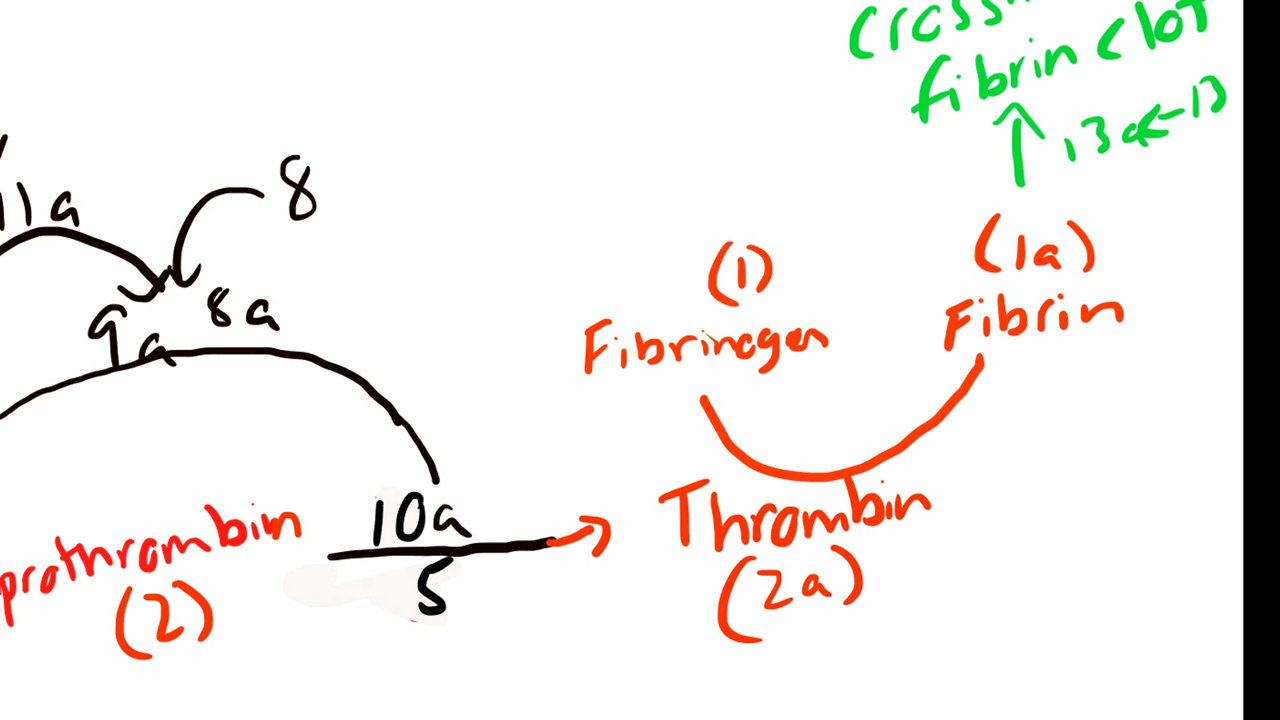 fibrin clot
13a←13
8
11a
9a
8a
(1)
Fibrinogen
(1a)
Fibrin
10a
5
prothrombin
(2)
Thrombin
(2a)